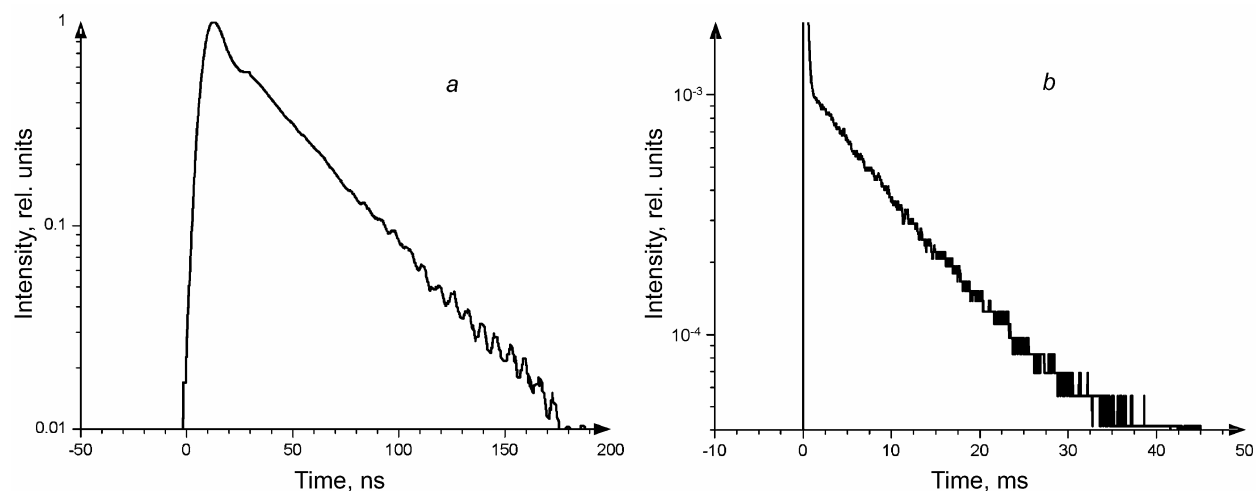 1
a
Intensity, rel. units
0.1
0.01
-50 0 50 100 150 200
Time, ns
b
10-3
Intensity, rel. units
10-4
-10 0 10 20 30 40 50
Time, ms